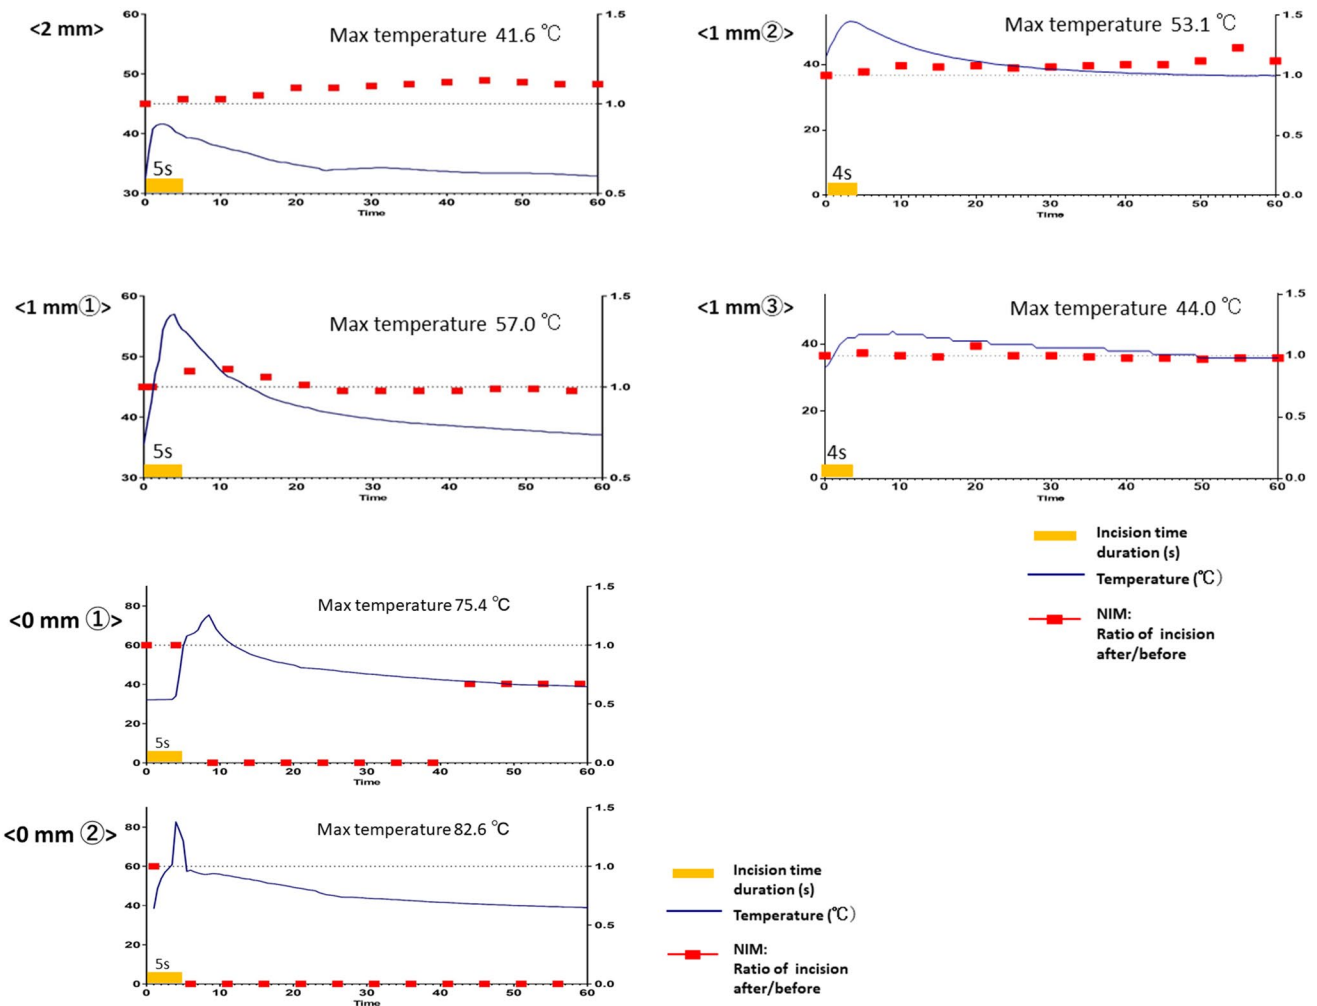 <2 mm>
Max temperature 41.6 ℃
60
50
40
30
1.5
1.0
0.5
5s
0 10 20 30 40 50 60
Time
<1 mm②>
Max temperature 53.1 ℃
40
20
0
1.5
1.0
0.5
0.0
4s
0 10 20 30 40 50 60
Time
<1 mm①>
Max temperature 57.0 ℃
60
50
40
30
1.5
1.0
0.5
5s
0 10 20 30 40 50 60
Time
<1 mm③>
Max temperature 44.0 ℃
40
20
0
1.5
1.0
0.5
0.0
4s
0 10 20 30 40 50 60
Time
Incision time
duration (s)
Temperature (℃)
NIM:
Ratio of incision
after/before
<0 mm ①>
Max temperature 75.4 ℃
80
60
40
20
0
1.5
1.0
0.5
0.0
5s
0 10 20 30 40 50 60
Time
<0 mm ②>
Max temperature 82.6 ℃
80
60
40
20
0
1.5
1.0
0.5
0.0
5s
0 10 20 30 40 50 60
Time
Incision time
duration (s)
Temperature (℃)
NIM:
Ratio of incision
after/before